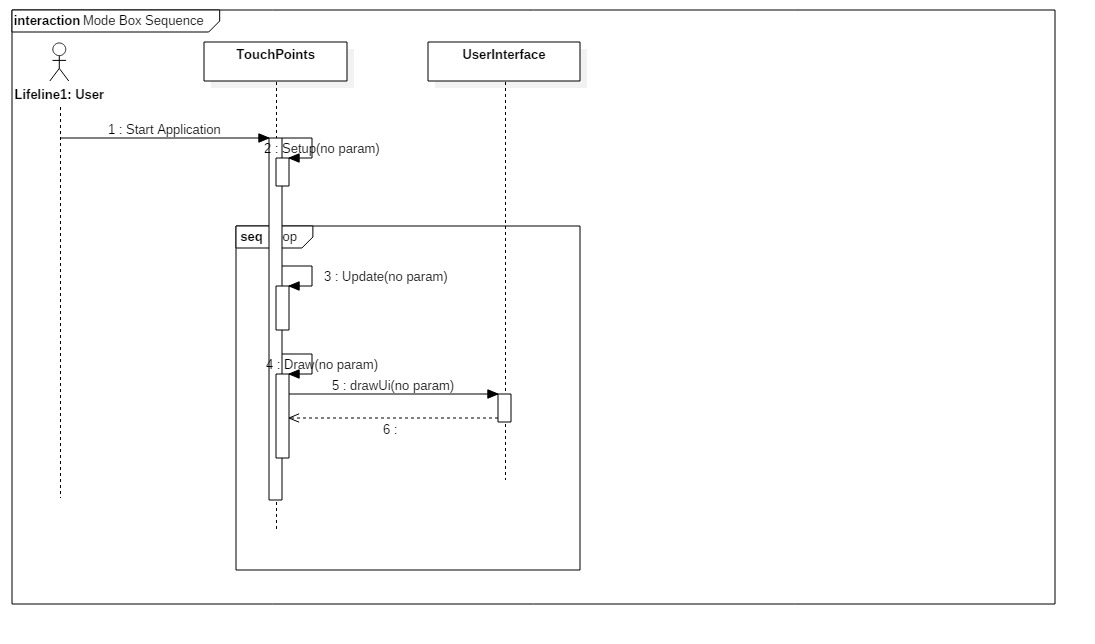 interaction Mode Box Sequence
TouchPoints
UserInterface
Lifeline1: User
1 : Start Application
2 : Setup(no param)
seq
3 : Update(no param)
4 : Draw(no param)
5 : drawUi(no param)
6 :